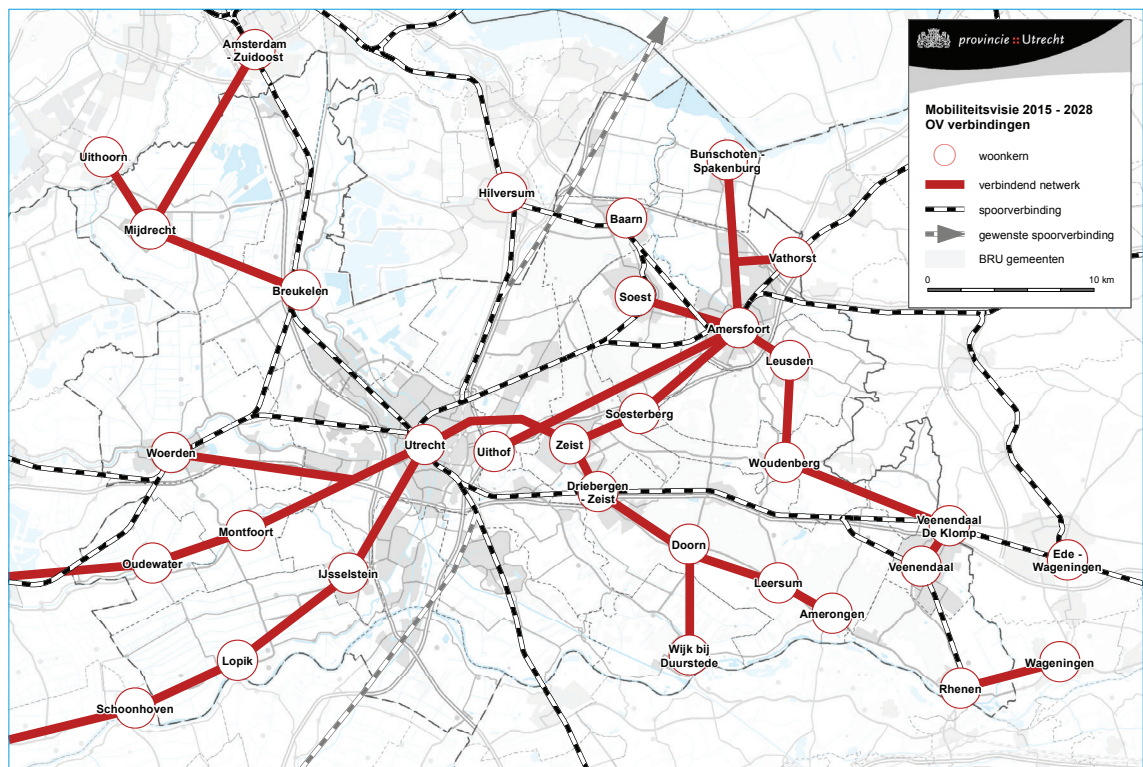 Amsterdam
- Zuidoost
provincie :: Utrecht
Mobiliteitsvisie 2015 - 2028
OV verbindingen
woonkern
verbindend netwerk
spoorverbinding
gewenste spoorverbinding
BRU gemeenten
0 10 km
Uithoorn
Bunschoten -
Spakenburg
Hilversum
Baarn
Mijdrecht
Vathorst
Breukelen
Soest
Amersfoort
Leusden
Soesterberg
Utrecht
Uithof
Zeist
Woerden
Woudenberg
Driebergen
- Zeist
Montfoort
Veenendaal
De Klomp
Doorn
Oudewater
IJsselstein
Veenendaal
Ede -
Wageningen
Leersum
Amerongen
Wijk bij
Duurstede
Lopik
Wageningen
Rhenen
Schoonhoven